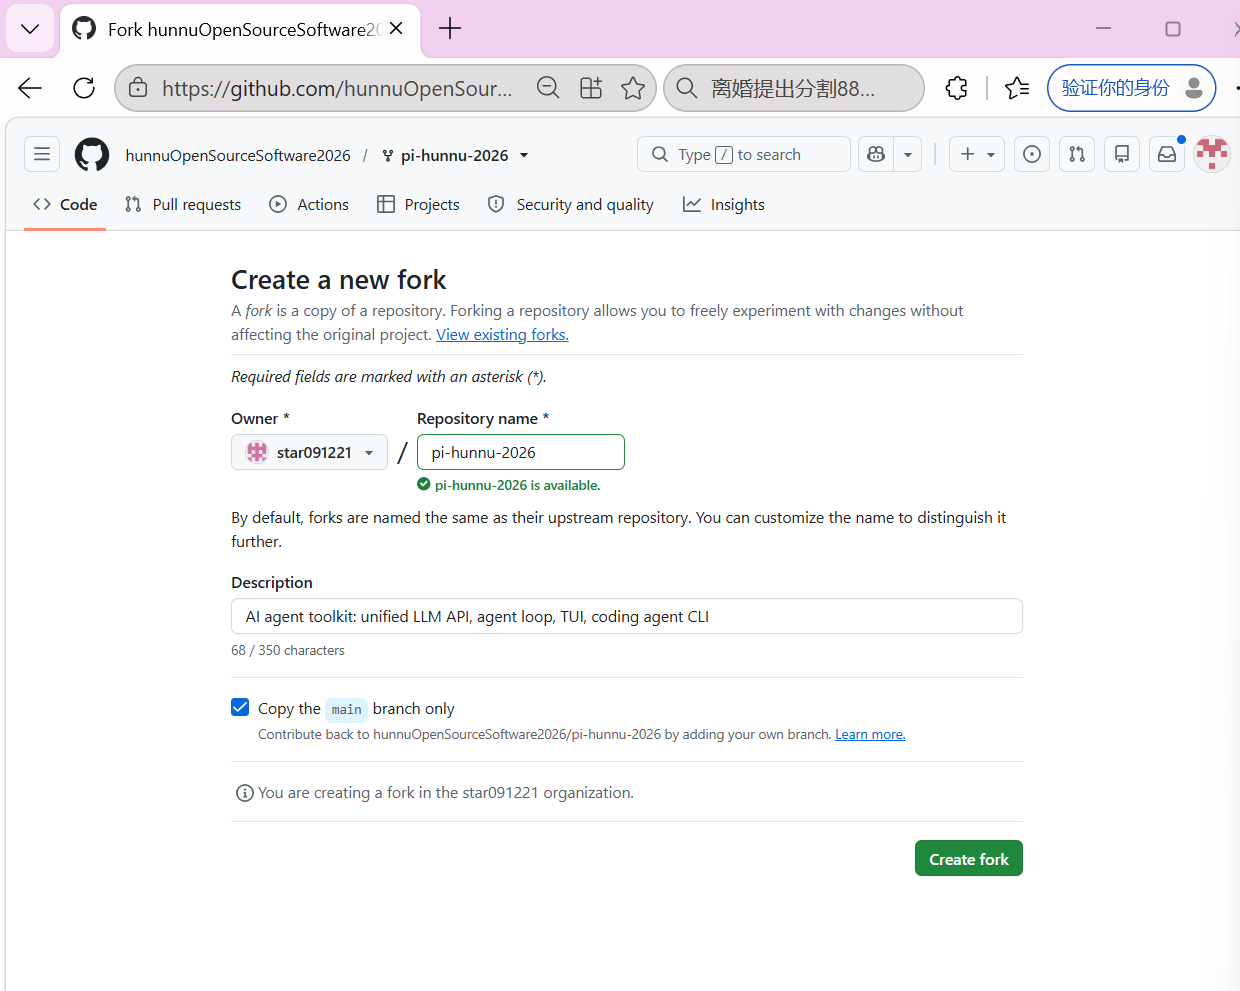 Fork hunnuOpenSourceSoftware20
https://github.com/hunnuOpenSour...
离婚提出分割88...
验证你的身份
hunnuOpenSourceSoftware2026 / pi-hunnu-2026
Type / to search
Code
Pull requests
Actions
Projects
Security and quality
Insights
Create a new fork
A fork is a copy of a repository. Forking a repository allows you to freely experiment with changes without
affecting the original project. View existing forks.
Required fields are marked with an asterisk (*).
Owner *
Repository name *
star091221
/
pi-hunnu-2026
pi-hunnu-2026 is available.
By default, forks are named the same as their upstream repository. You can customize the name to distinguish it
further.
Description
AI agent toolkit: unified LLM API, agent loop, TUI, coding agent CLI
68 / 350 characters
Copy the main branch only
Contribute back to hunnuOpenSourceSoftware2026/pi-hunnu-2026 by adding your own branch. Learn more.
You are creating a fork in the star091221 organization.
Create fork